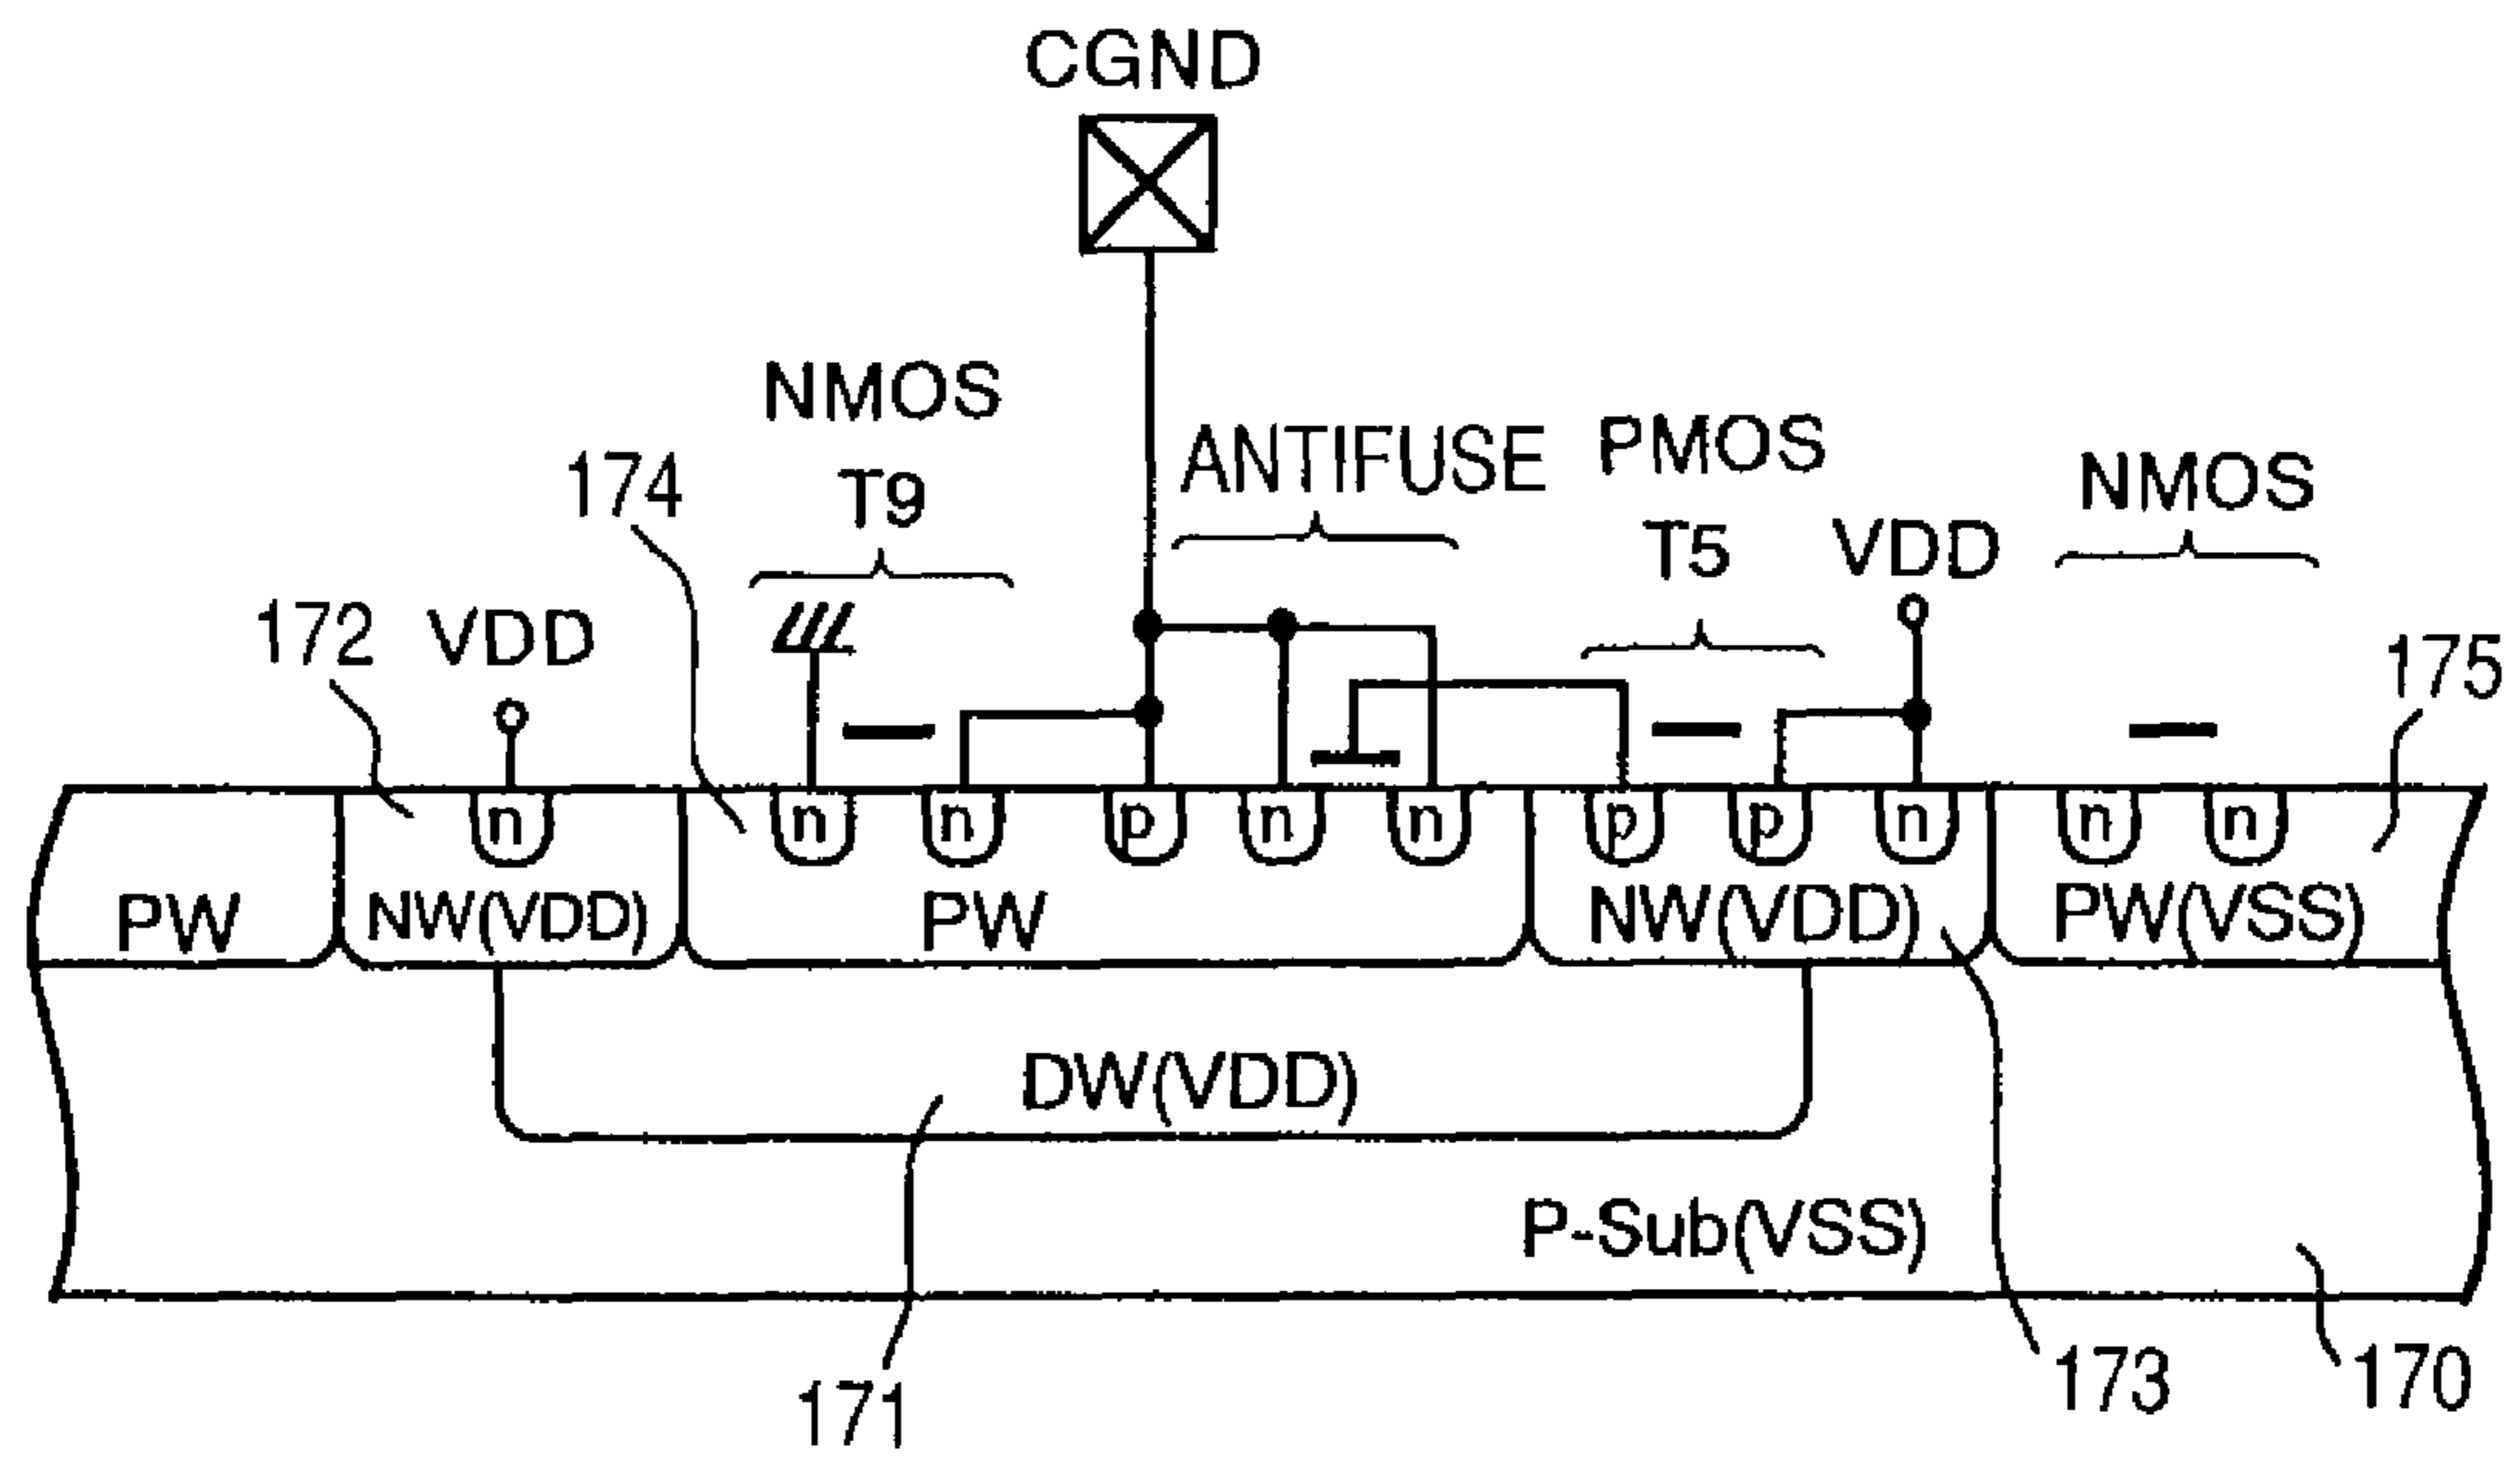 CGND
NMOS
T9
ANTIFUSE
PMOS
T5
NMOS
174
172
VDD
VDD
175
n
n
n
p
n
n
p
p
n
n
n
PW
NW(VDD)
PW
NW(VDD)
PW(VSS)
DW(VDD)
P-Sub(VSS)
171
173
170